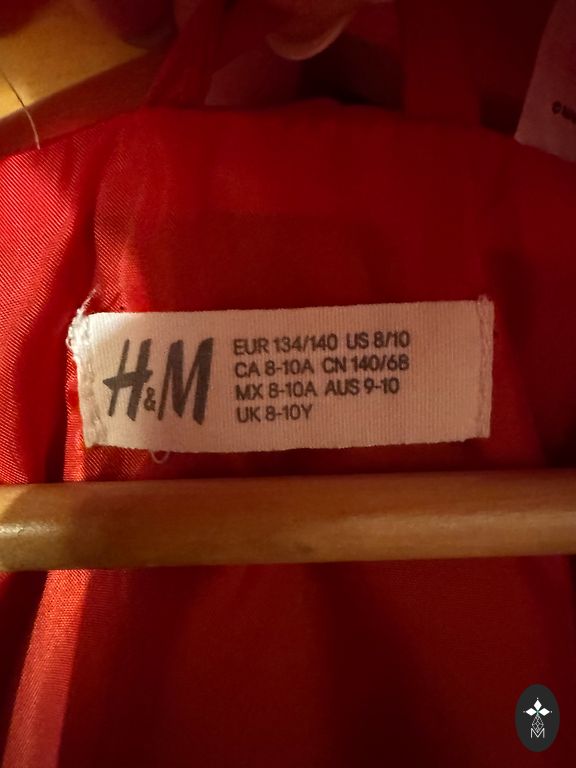 H&M
EUR 134/140 US 8/10
CA 8-10A CN 140/68
MX 8-10A AUS 9-10
UK 8-10Y
M